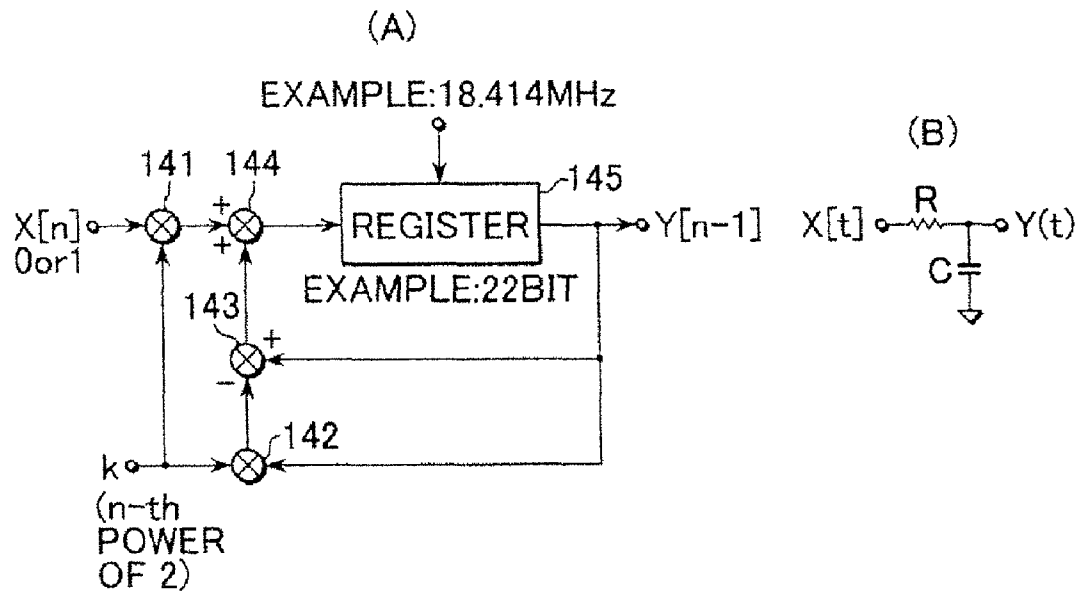 (A)
EXAMPLE:18.414MHz
(B)
141
144
145
X[n]
0or1
+
+
REGISTER
Y[n-1]
X[t]
R
Y(t)
C
EXAMPLE:22BIT
143
+
-
142
k
(n-th
POWER
OF 2)